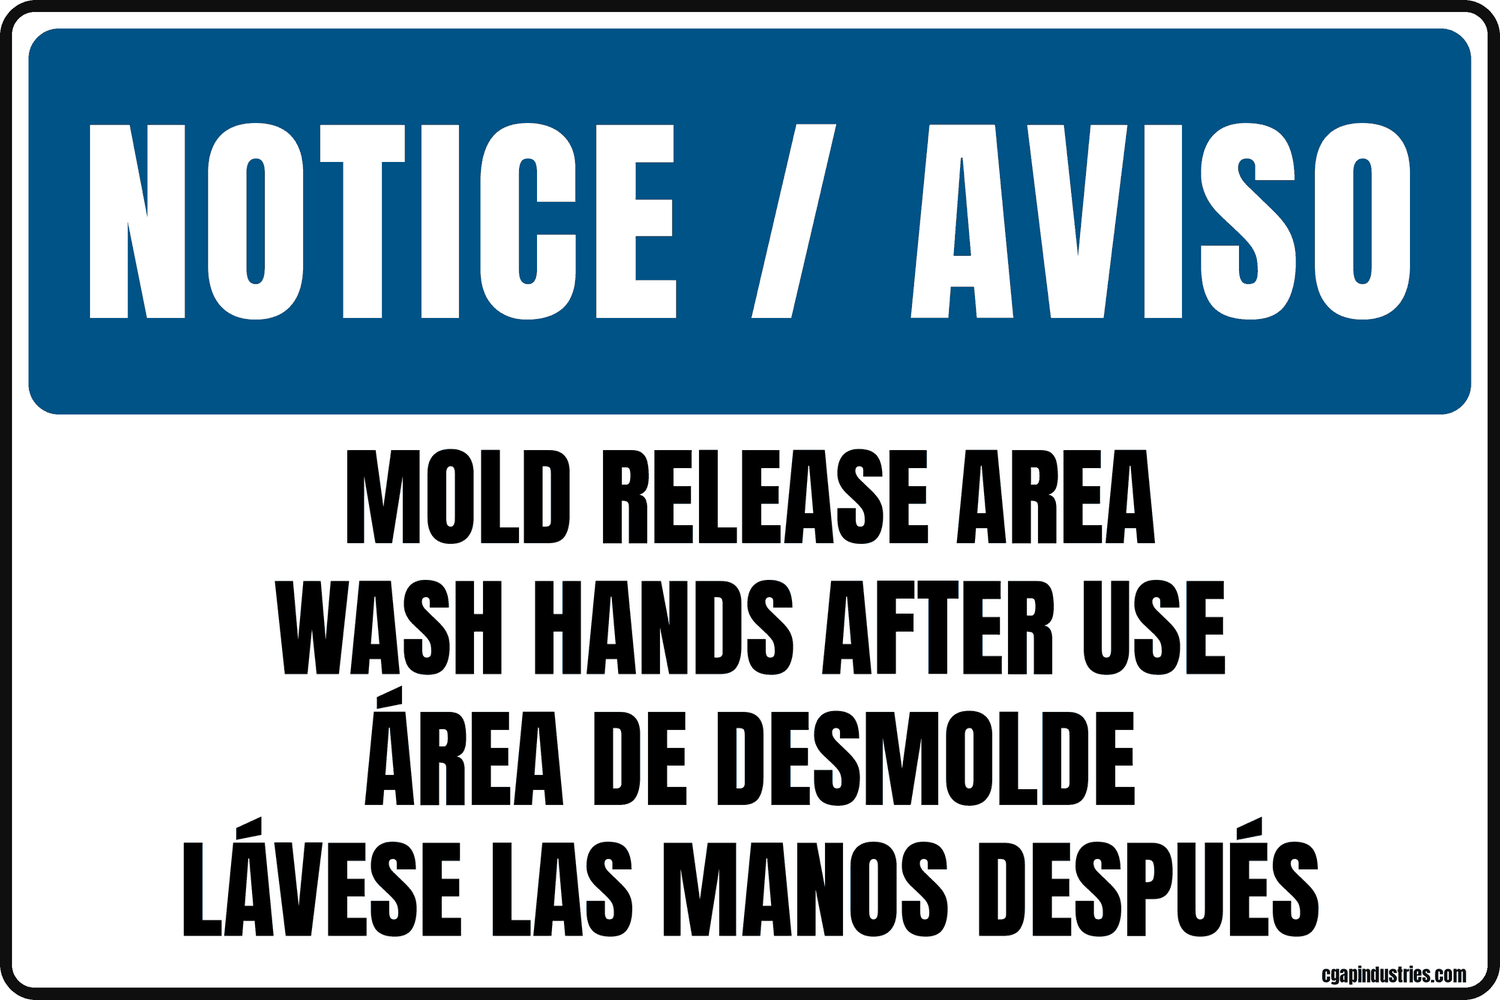 NOTICE / AVISO
MOLD RELEASE AREA
WASH HANDS AFTER USE
ÁREA DE DESMOLDE
LÁVESE LAS MANOS DESPUÉS
cgapindustries.com